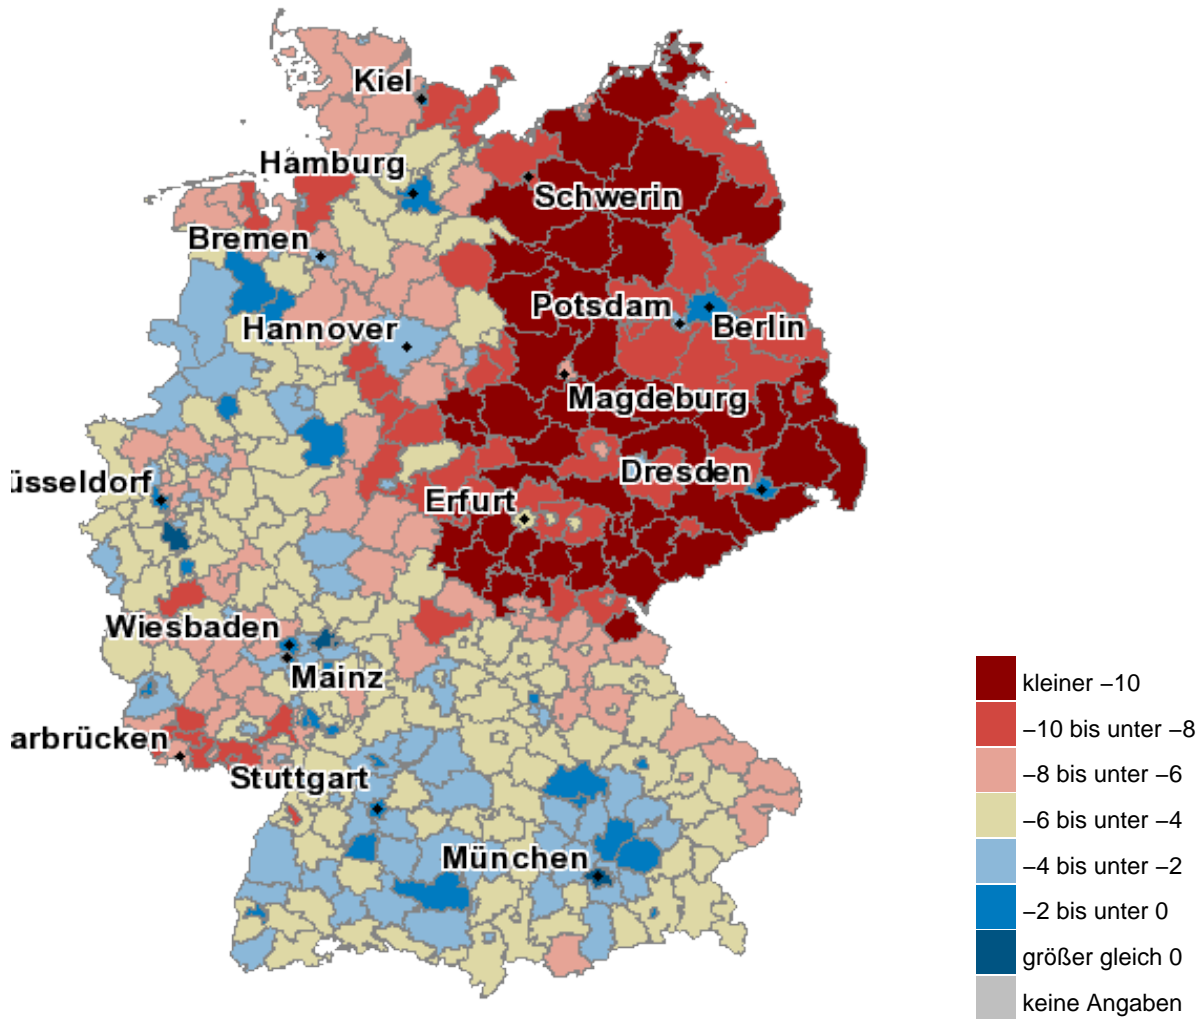 Kiel
Hamburg
Schwerin
Bremen
Potsdam
Berlin
Hannover
Magdeburg
üsseldorf
Dresden
Erfurt
Wiesbaden
Mainz
arbrücken
Stuttgart
München
kleiner −10
−10 bis unter −8
−8 bis unter −6
−6 bis unter −4
−4 bis unter −2
−2 bis unter 0
größer gleich 0
keine Angaben